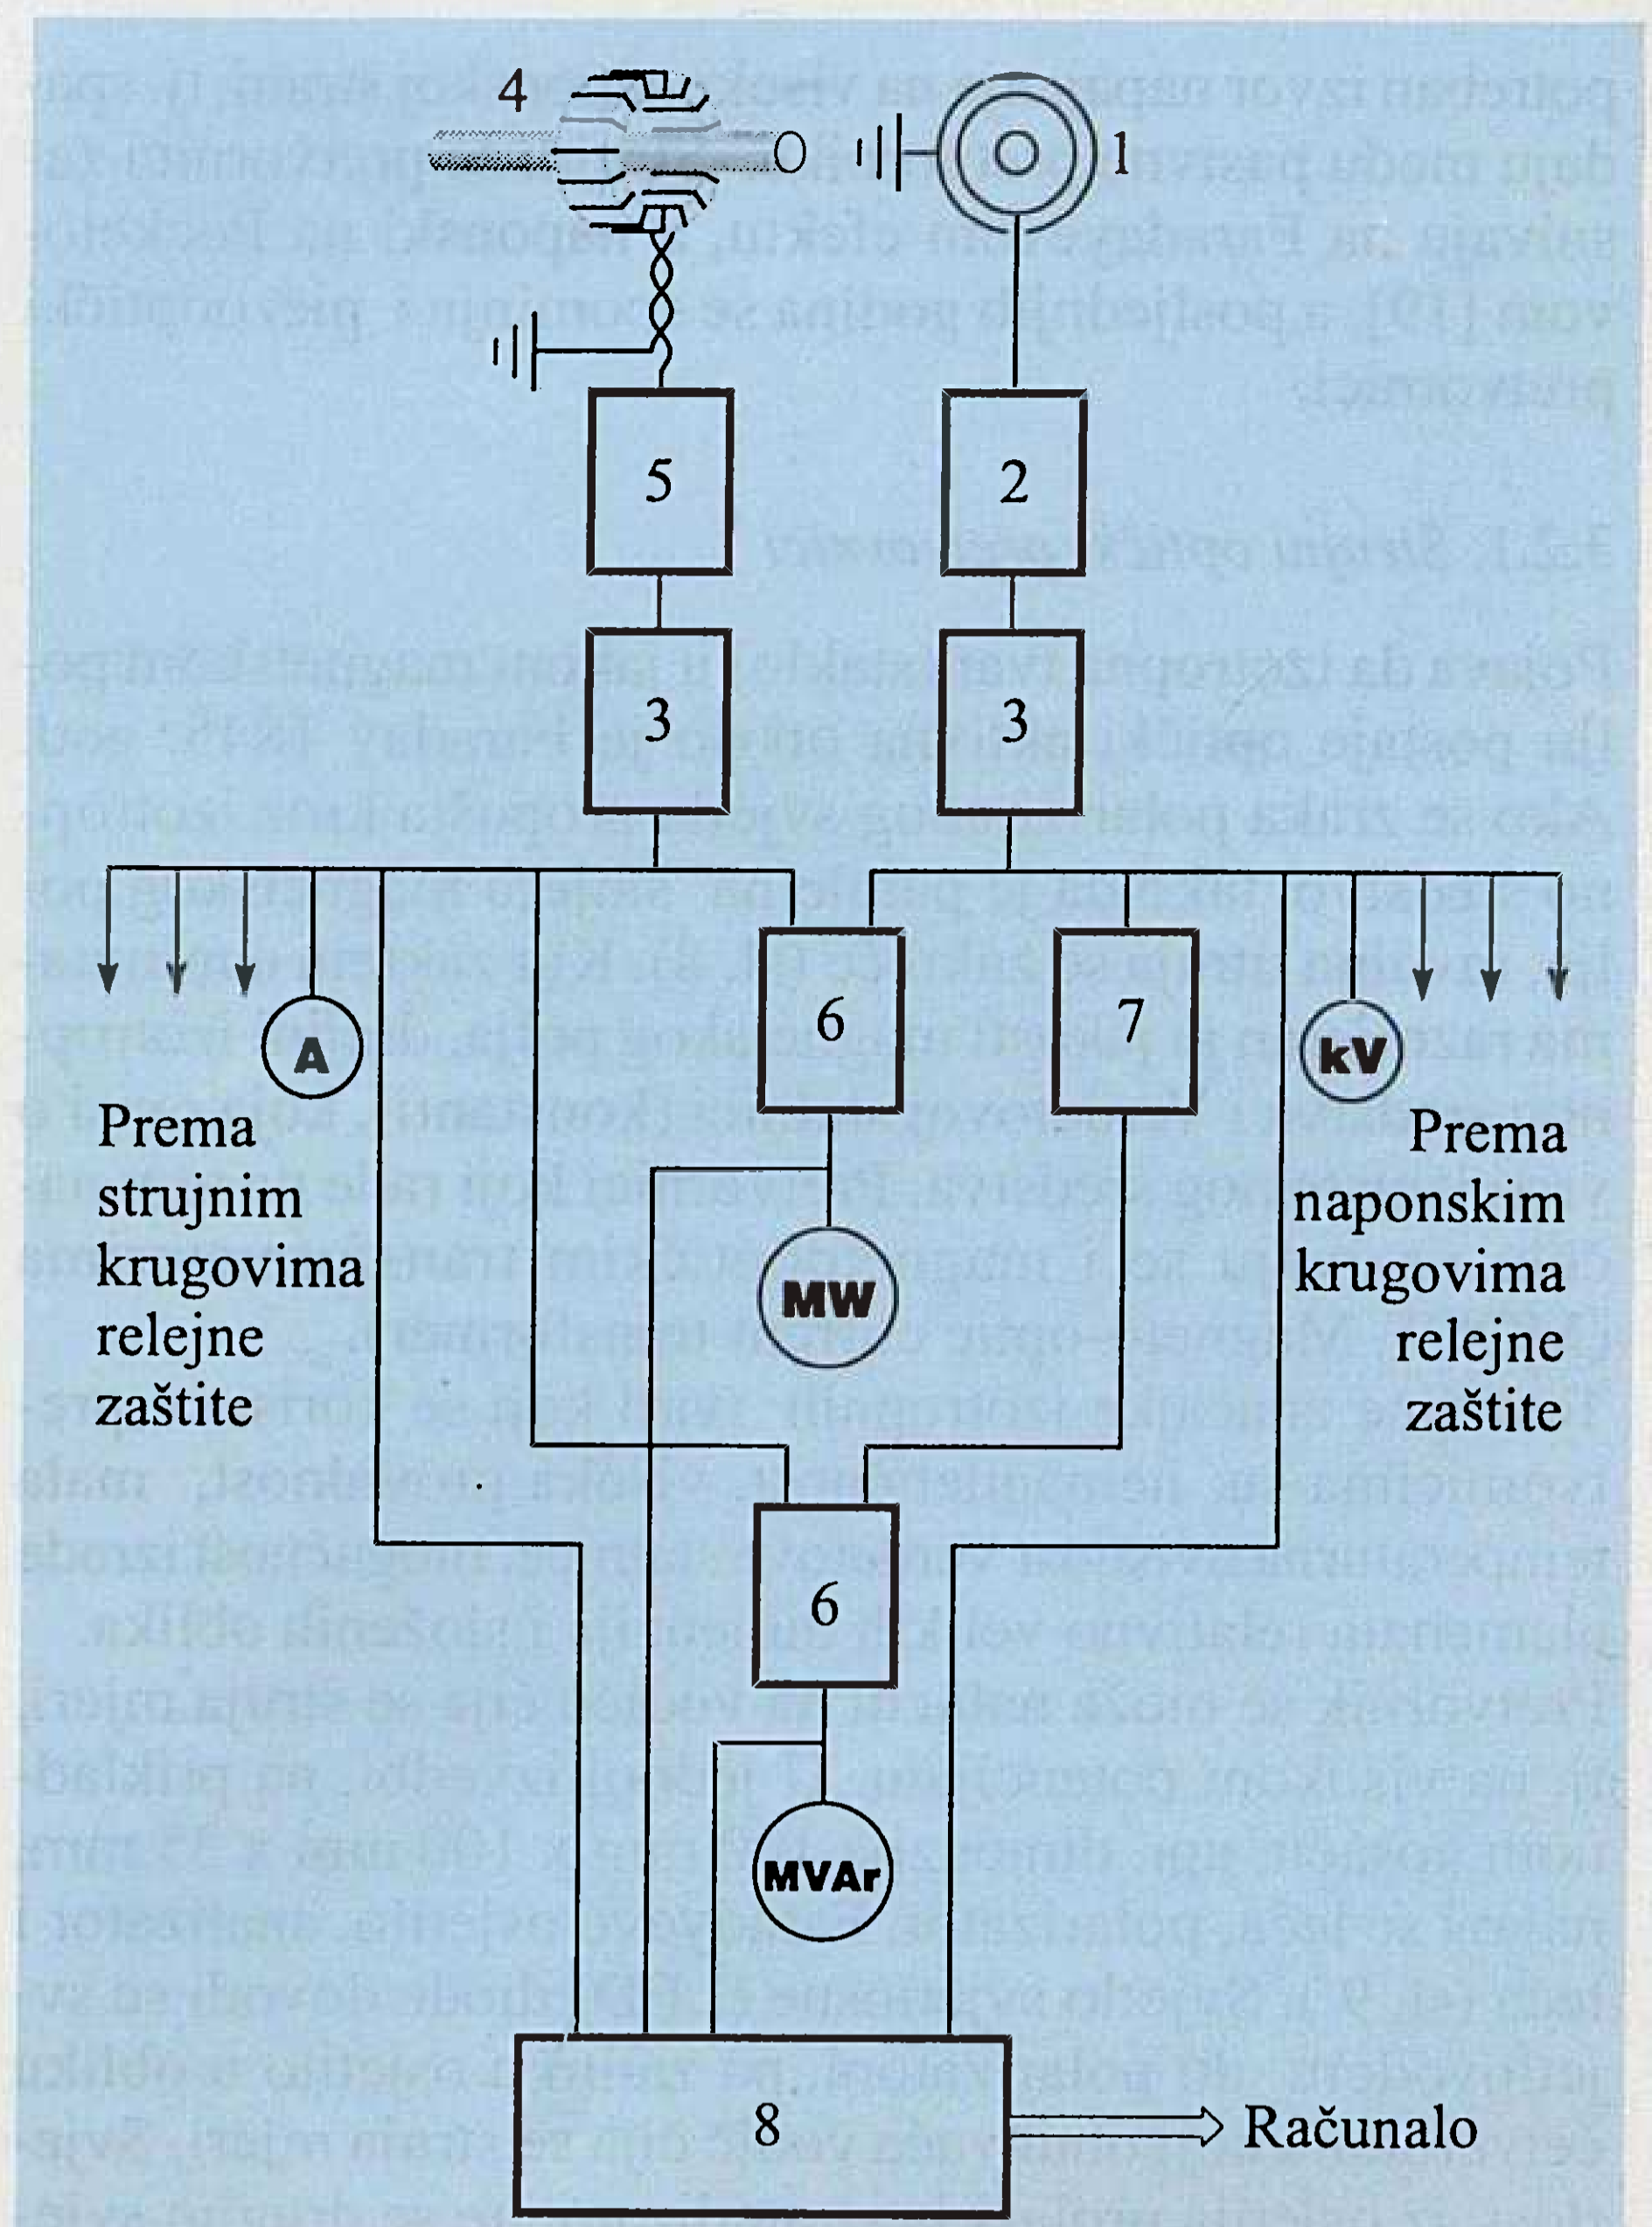 4
1
5
2
3
3
6
7
A
kV
Prema
strujnim
krugovima
relejne
zaštite
Prema
naponskim
krugovima
relejne
zaštite
MW
6
MVAr
8
Računalo